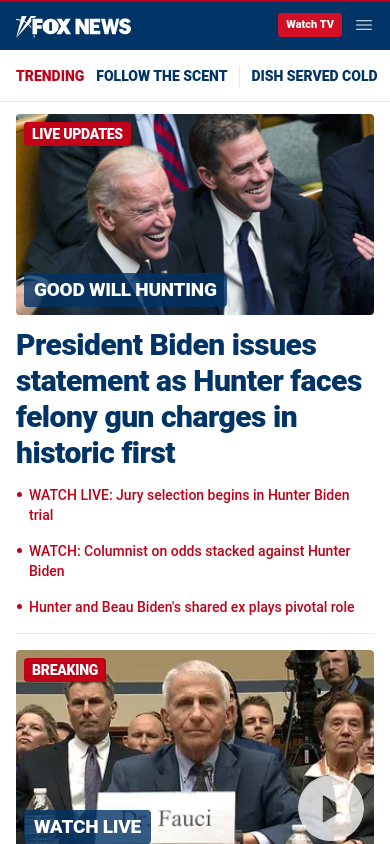 FOX NEWS
Watch TV
TRENDING FOLLOW THE SCENT DISH SERVED COLD
LIVE UPDATES
GOOD WILL HUNTING
President Biden issues
statement as Hunter faces
felony gun charges in
historic first
• WATCH LIVE: Jury selection begins in Hunter Biden
trial
• WATCH: Columnist on odds stacked against Hunter
Biden
• Hunter and Beau Biden's shared ex plays pivotal role
BREAKING
Dr. Fauci
WATCH LIVE